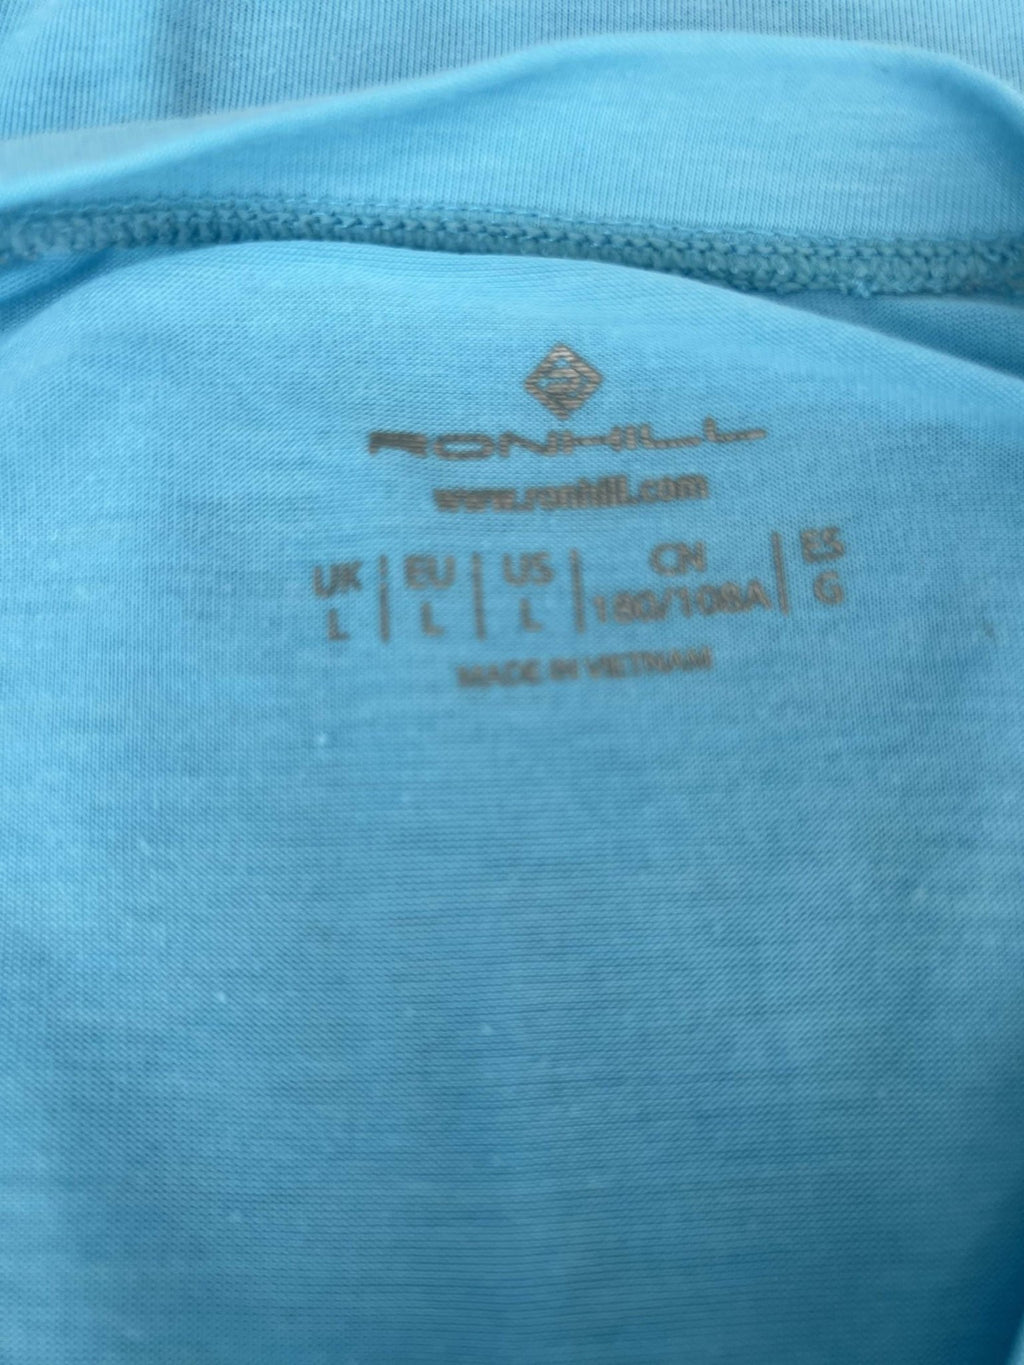 RONHILL
www.ronhill.com
UK | EU | US | CN | ES
L | L | L | 180/108A | G
MADE IN VIETNAM